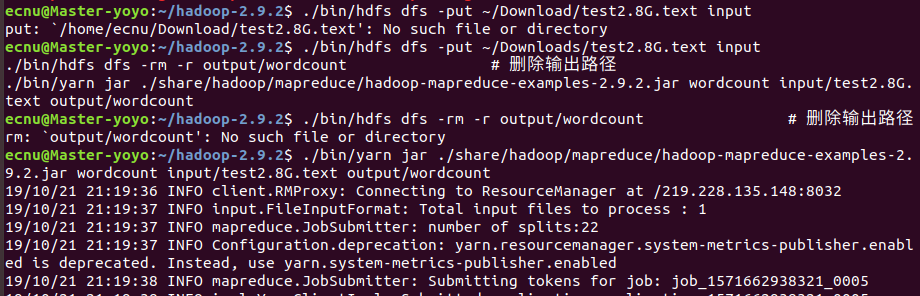 ecnu@Master-yoyo:~/hadoop-2.9.2$ ./bin/hdfs dfs -put ~/Download/test2.8G.text input
put: `/home/ecnu/Download/test2.8G.text': No such file or directory
ecnu@Master-yoyo:~/hadoop-2.9.2$ ./bin/hdfs dfs -put ~/Downloads/test2.8G.text input
./bin/hdfs dfs -rm -r output/wordcount                # 删除输出路径
./bin/yarn jar ./share/hadoop/mapreduce/hadoop-mapreduce-examples-2.9.2.jar wordcount input/test2.8G.
text output/wordcount
ecnu@Master-yoyo:~/hadoop-2.9.2$ ./bin/hdfs dfs -rm -r output/wordcount                # 删除输出路径
rm: `output/wordcount': No such file or directory
ecnu@Master-yoyo:~/hadoop-2.9.2$ ./bin/yarn jar ./share/hadoop/mapreduce/hadoop-mapreduce-examples-2.
9.2.jar wordcount input/test2.8G.text output/wordcount
19/10/21 21:19:36 INFO client.RMProxy: Connecting to ResourceManager at /219.228.135.148:8032
19/10/21 21:19:37 INFO input.FileInputFormat: Total input files to process : 1
19/10/21 21:19:37 INFO mapreduce.JobSubmitter: number of splits:22
19/10/21 21:19:37 INFO Configuration.deprecation: yarn.resourcemanager.system-metrics-publisher.enabl
ed is deprecated. Instead, use yarn.system-metrics-publisher.enabled
19/10/21 21:19:38 INFO mapreduce.JobSubmitter: Submitting tokens for job: job_1571662938321_0005